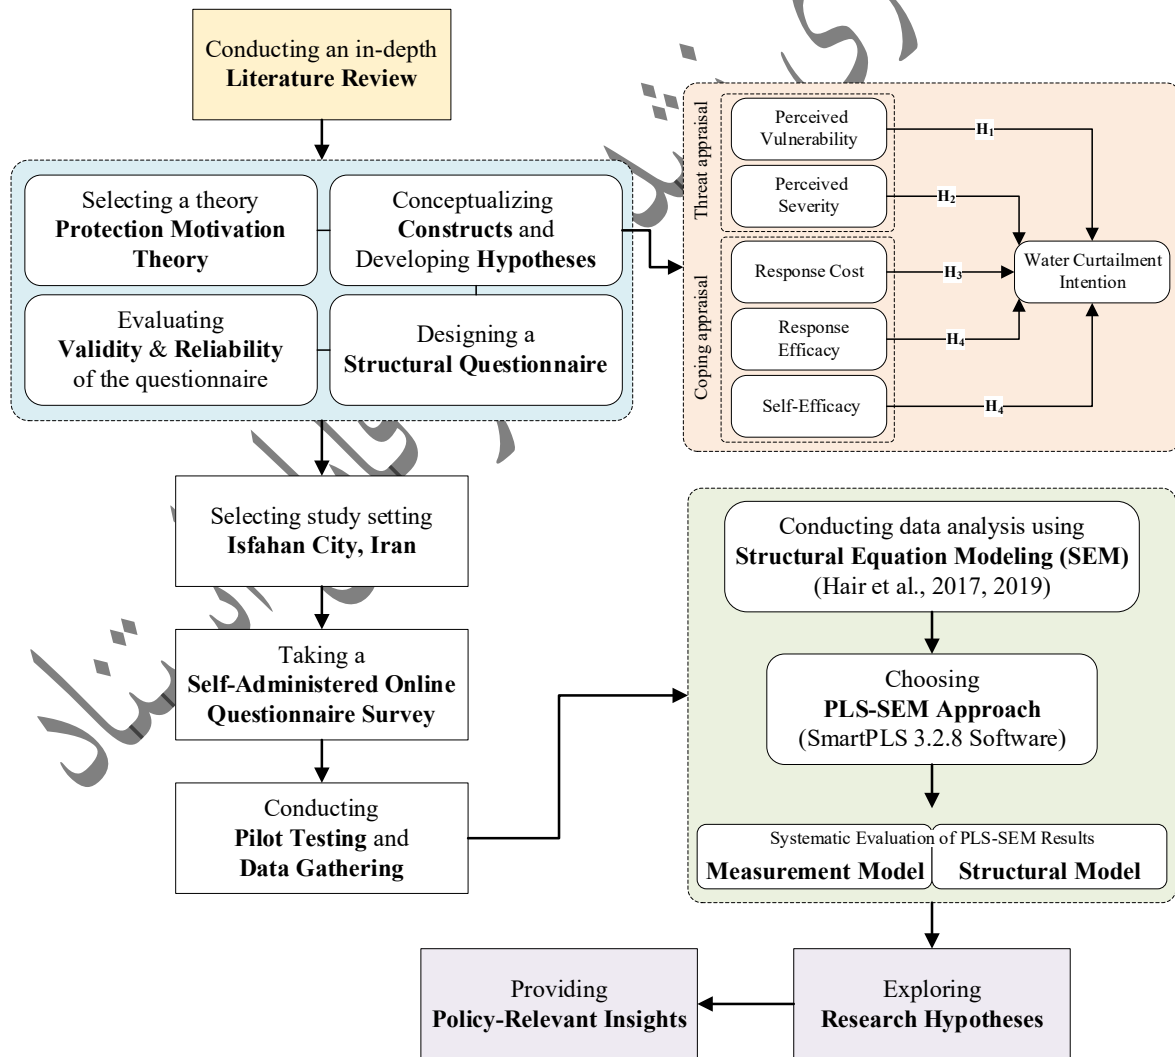 Conducting an in-depth
Literature Review
Selecting a theory
Protection Motivation
Theory
Conceptualizing
Constructs and
Developing Hypotheses
Evaluating
Validity & Reliability
of the questionnaire
Designing a
Structural Questionnaire
Threat appraisal
Perceived
Vulnerability
H1
Perceived
Severity
H2
Coping appraisal
Response Cost
H3
Response
Efficacy
H4
Self-Efficacy
H4
Water Curtailment
Intention
Selecting study setting
Isfahan City, Iran
Taking a
Self-Administered Online
Questionnaire Survey
Conducting
Pilot Testing and
Data Gathering
Conducting data analysis using
Structural Equation Modeling (SEM)
(Hair et al., 2017, 2019)
Choosing
PLS-SEM Approach
(SmartPLS 3.2.8 Software)
Systematic Evaluation of PLS-SEM Results
Measurement Model
Structural Model
Exploring
Research Hypotheses
Providing
Policy-Relevant Insights